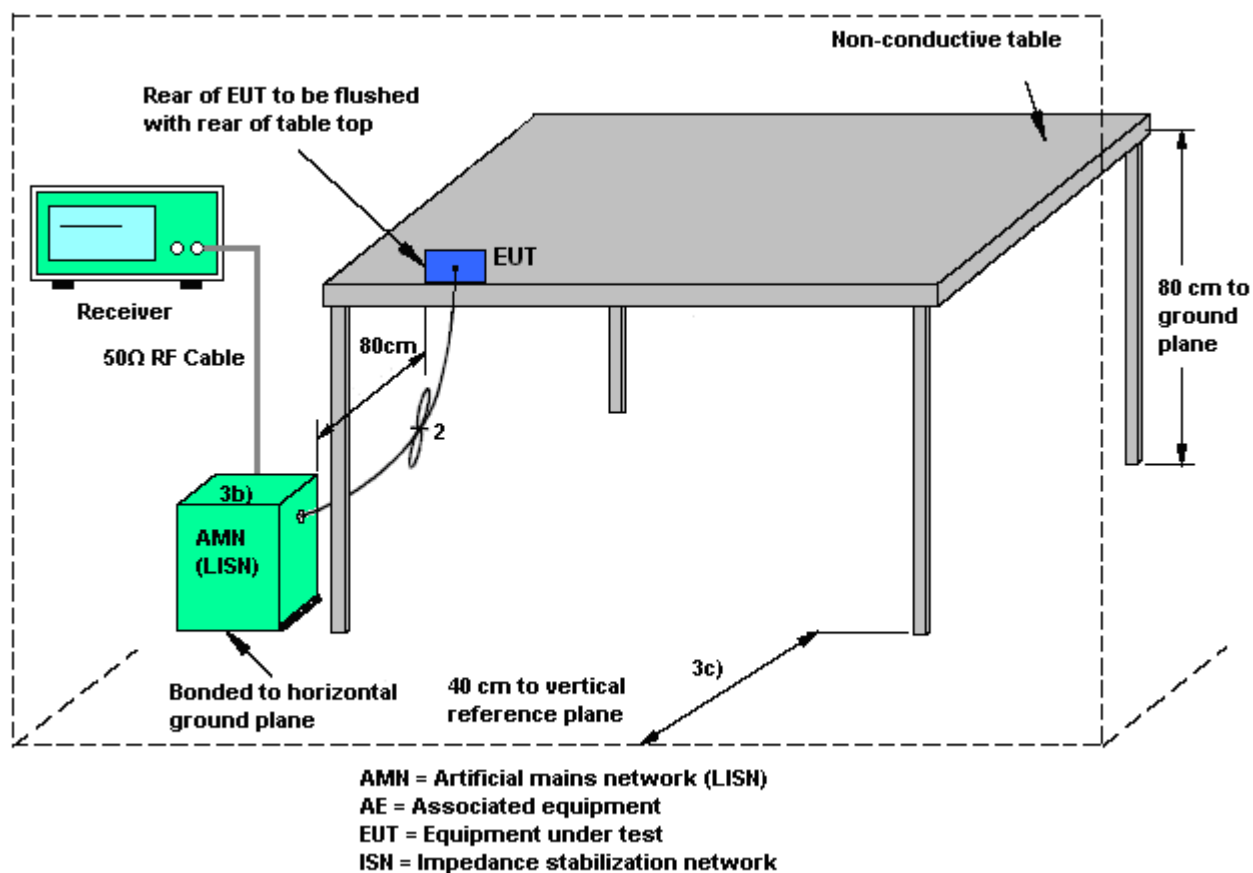 Non-conductive table
Rear of EUT to be flushed
with rear of table top
EUT
Receiver
80 cm to
ground
plane
50Ω RF Cable
80cm
2
3b)
AMN
(LISN)
3c)
Bonded to horizontal
ground plane
40 cm to vertical
reference plane
AMN = Artificial mains network (LISN)
AE = Associated equipment
EUT = Equipment under test
ISN = Impedance stabilization network